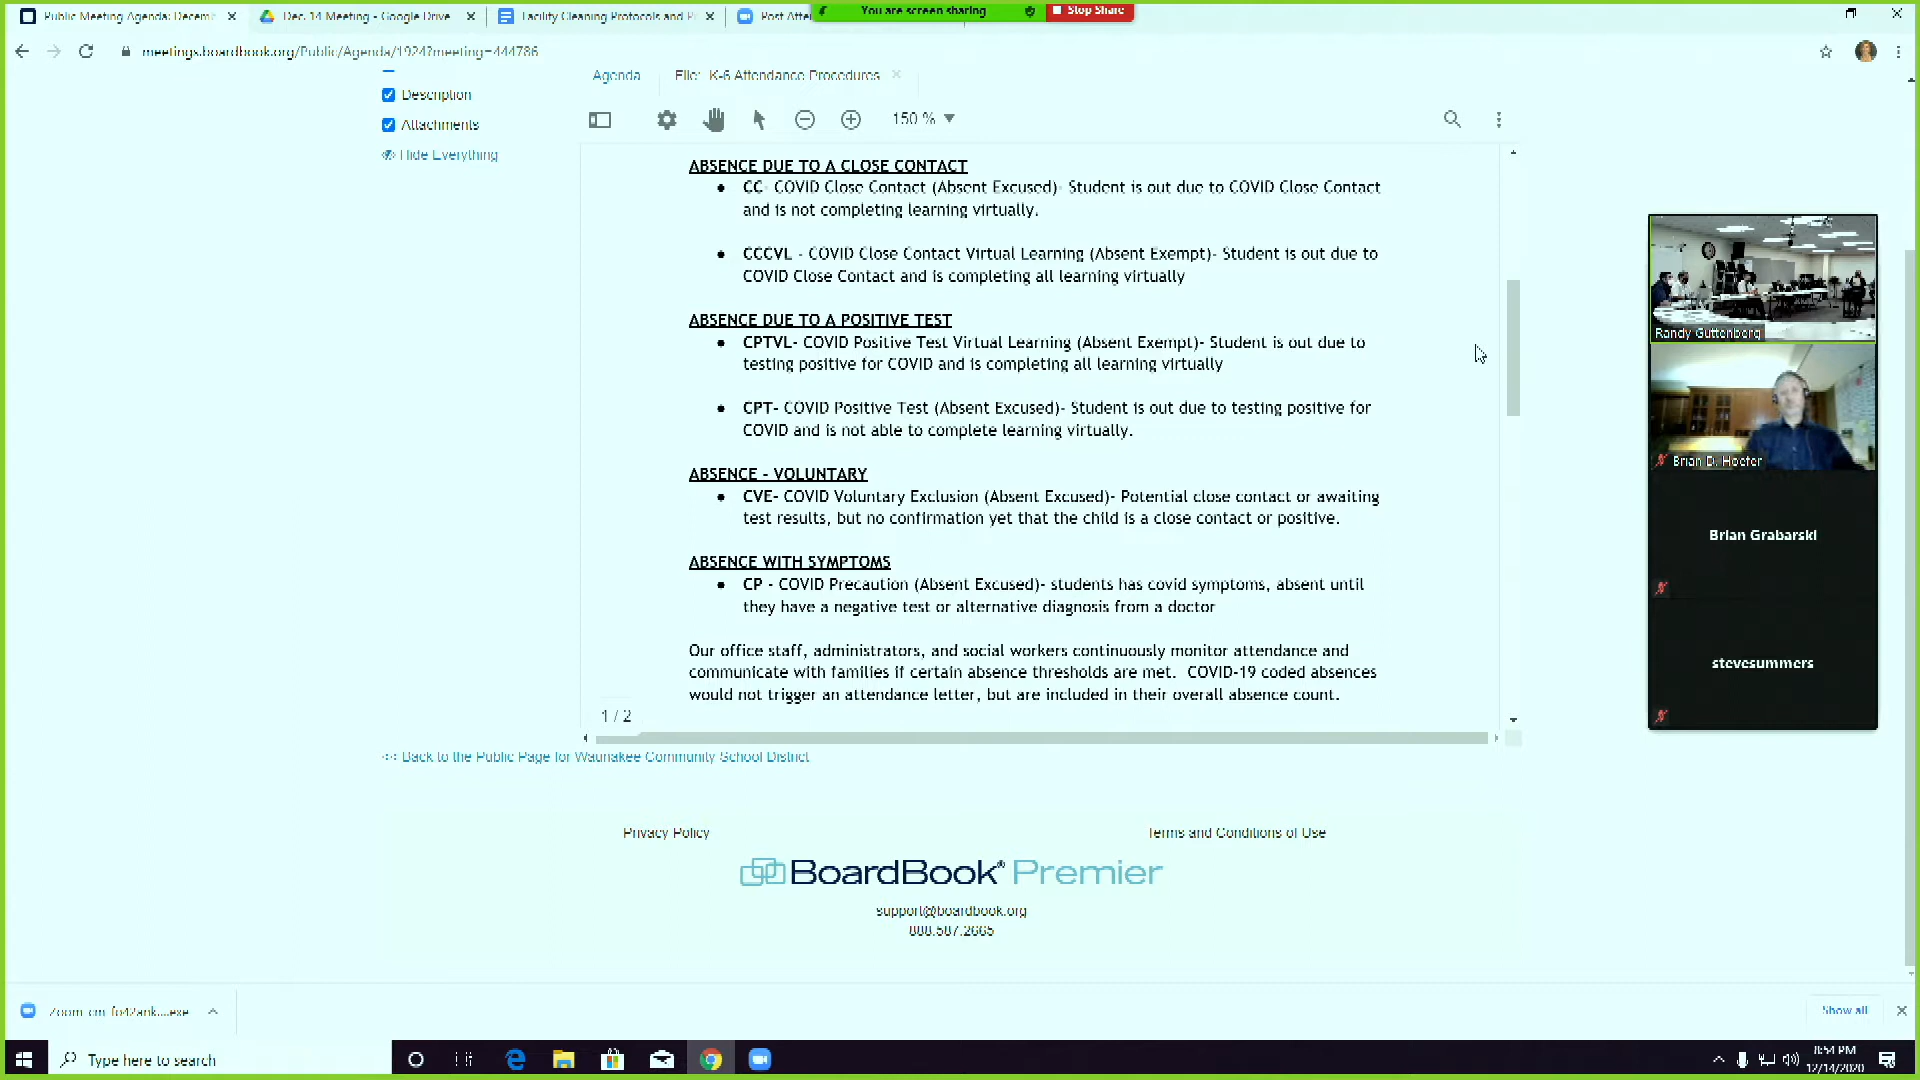 Public Meeting Agenda: Decemb
Dec. 14 Meeting - Google Drive
Facility Cleaning Protocols and P
Post Atte
You are screen sharing
Stop Share
meetings.boardbook.org/Public/Agenda/1924?meeting=444786
Description
Attachments
Hide Everything
Agenda
File: K-6 Attendance Procedures
150 %
ABSENCE DUE TO A CLOSE CONTACT
CC- COVID Close Contact (Absent Excused)- Student is out due to COVID Close Contact
and is not completing learning virtually.
CCCVL - COVID Close Contact Virtual Learning (Absent Exempt)- Student is out due to
COVID Close Contact and is completing all learning virtually
ABSENCE DUE TO A POSITIVE TEST
CPTVL- COVID Positive Test Virtual Learning (Absent Exempt)- Student is out due to
testing positive for COVID and is completing all learning virtually
CPT- COVID Positive Test (Absent Excused)- Student is out due to testing positive for
COVID and is not able to complete learning virtually.
ABSENCE - VOLUNTARY
CVE- COVID Voluntary Exclusion (Absent Excused)- Potential close contact or awaiting
test results, but no confirmation yet that the child is a close contact or positive.
ABSENCE WITH SYMPTOMS
CP - COVID Precaution (Absent Excused)- students has covid symptoms, absent until
they have a negative test or alternative diagnosis from a doctor
Our office staff, administrators, and social workers continuously monitor attendance and
communicate with families if certain absence thresholds are met. COVID-19 coded absences
would not trigger an attendance letter, but are included in their overall absence count.
1 / 2
Randy Guttenberg
Brian D. Hoefer
Brian Grabarski
stevesummers
<< Back to the Public Page for Waunakee Community School District
Privacy Policy
Terms and Conditions of Use
BoardBook® Premier
support@boardbook.org
888.587.2665
Show all
Type here to search
8:54 PM
12/14/2020